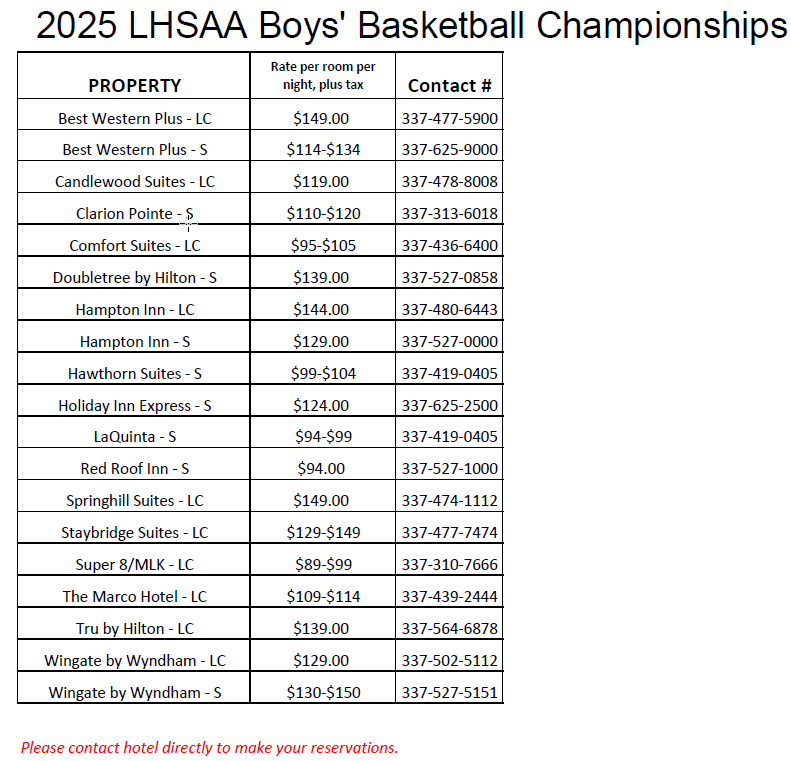 2025 LHSAA Boys' Basketball Championships
PROPERTY Rate per room per night, plus tax Contact #
Best Western Plus - LC $149.00 337-477-5900
Best Western Plus - S $114-$134 337-625-9000
Candlewood Suites - LC $119.00 337-478-8008
Clarion Pointe - S $110-$120 337-313-6018
Comfort Suites - LC $95-$105 337-436-6400
Doubletree by Hilton - S $139.00 337-527-0858
Hampton Inn - LC $144.00 337-480-6443
Hampton Inn - S $129.00 337-527-0000
Hawthorn Suites - S $99-$104 337-419-0405
Holiday Inn Express - S $124.00 337-625-2500
LaQuinta - S $94-$99 337-419-0405
Red Roof Inn - S $94.00 337-527-1000
Springhill Suites - LC $149.00 337-474-1112
Staybridge Suites - LC $129-$149 337-477-7474
Super 8/MLK - LC $89-$99 337-310-7666
The Marco Hotel - LC $109-$114 337-439-2444
Tru by Hilton - LC $139.00 337-564-6878
Wingate by Wyndham - LC $129.00 337-502-5112
Wingate by Wyndham - S $130-$150 337-527-5151
Please contact hotel directly to make your reservations.